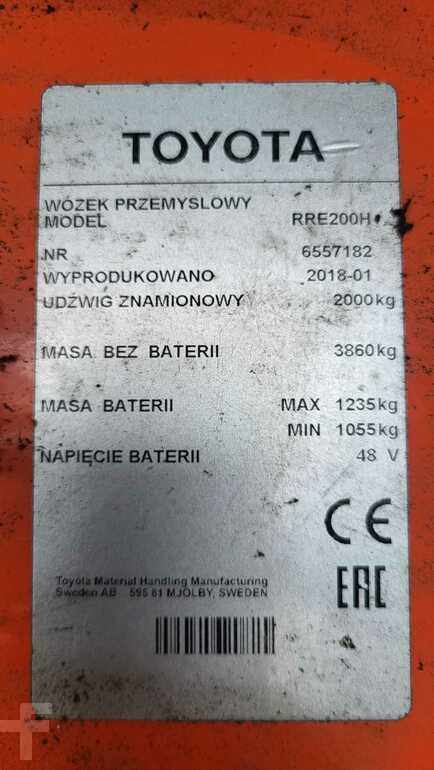 TOYOTA
WÓZEK PRZEMYSLOWY
MODEL RRE200H
NR 6557182
WYPRODUKOWANO 2018-01
UDŹWIG ZNAMIONOWY 2000kg
MASA BEZ BATERII 3860kg
MASA BATERII MAX 1235kg
MIN 1055kg
NAPIĘCIE BATERII 48 V
CE
Toyota Material Handling Manufacturing
Sweden AB 595 81 MJÖLBY, SWEDEN
EAC